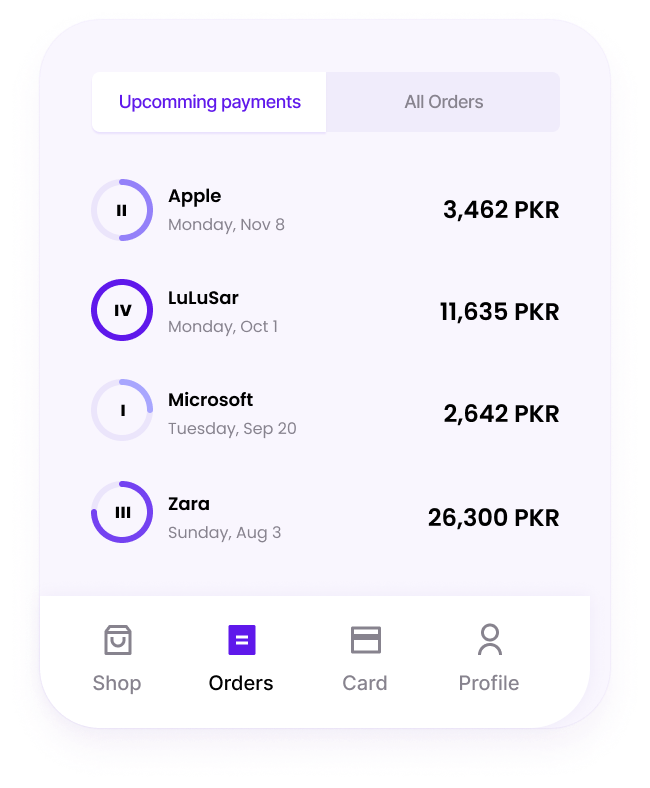 Upcomming payments
All Orders
II
Apple
Monday, Nov 8
3,462 PKR
IV
LuLuSar
Monday, Oct 1
11,635 PKR
I
Microsoft
Tuesday, Sep 20
2,642 PKR
III
Zara
Sunday, Aug 3
26,300 PKR
Shop
Orders
Card
Profile